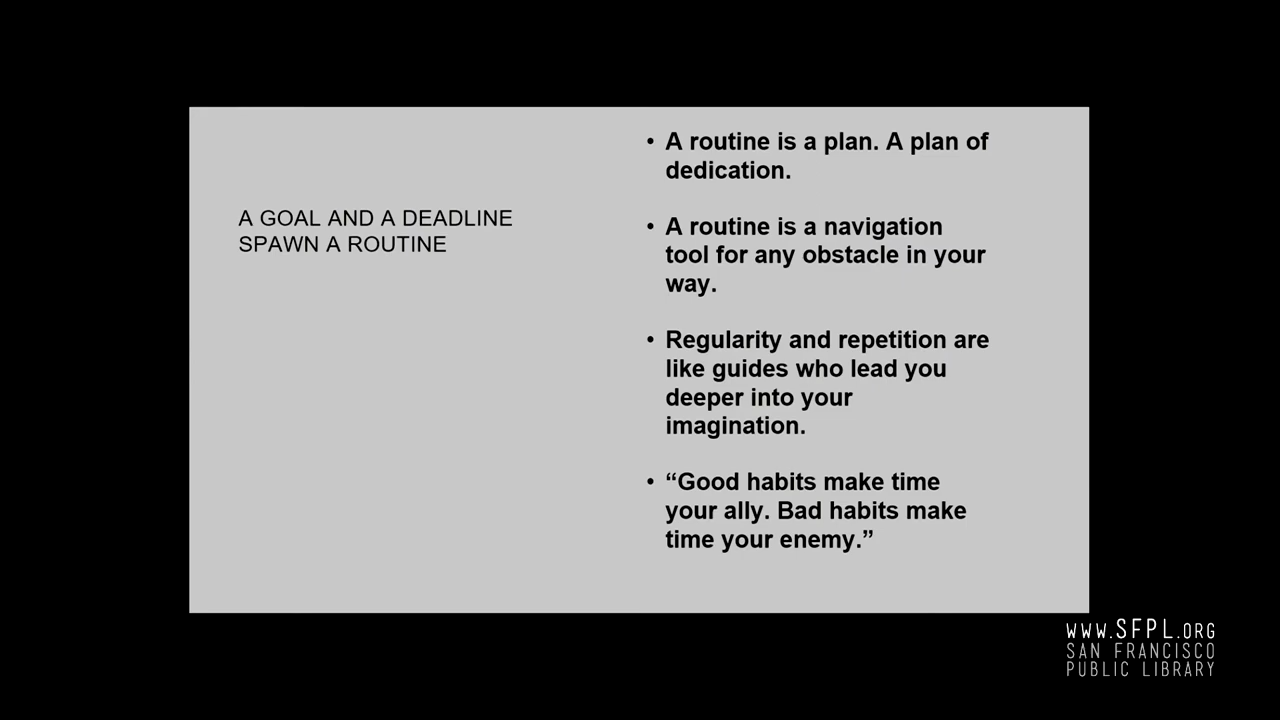 A GOAL AND A DEADLINE
SPAWN A ROUTINE
• A routine is a plan. A plan of
dedication.
• A routine is a navigation
tool for any obstacle in your
way.
• Regularity and repetition are
like guides who lead you
deeper into your
imagination.
• “Good habits make time
your ally. Bad habits make
time your enemy.”
WWW.SFPL.ORG
SAN FRANCISCO
PUBLIC LIBRARY